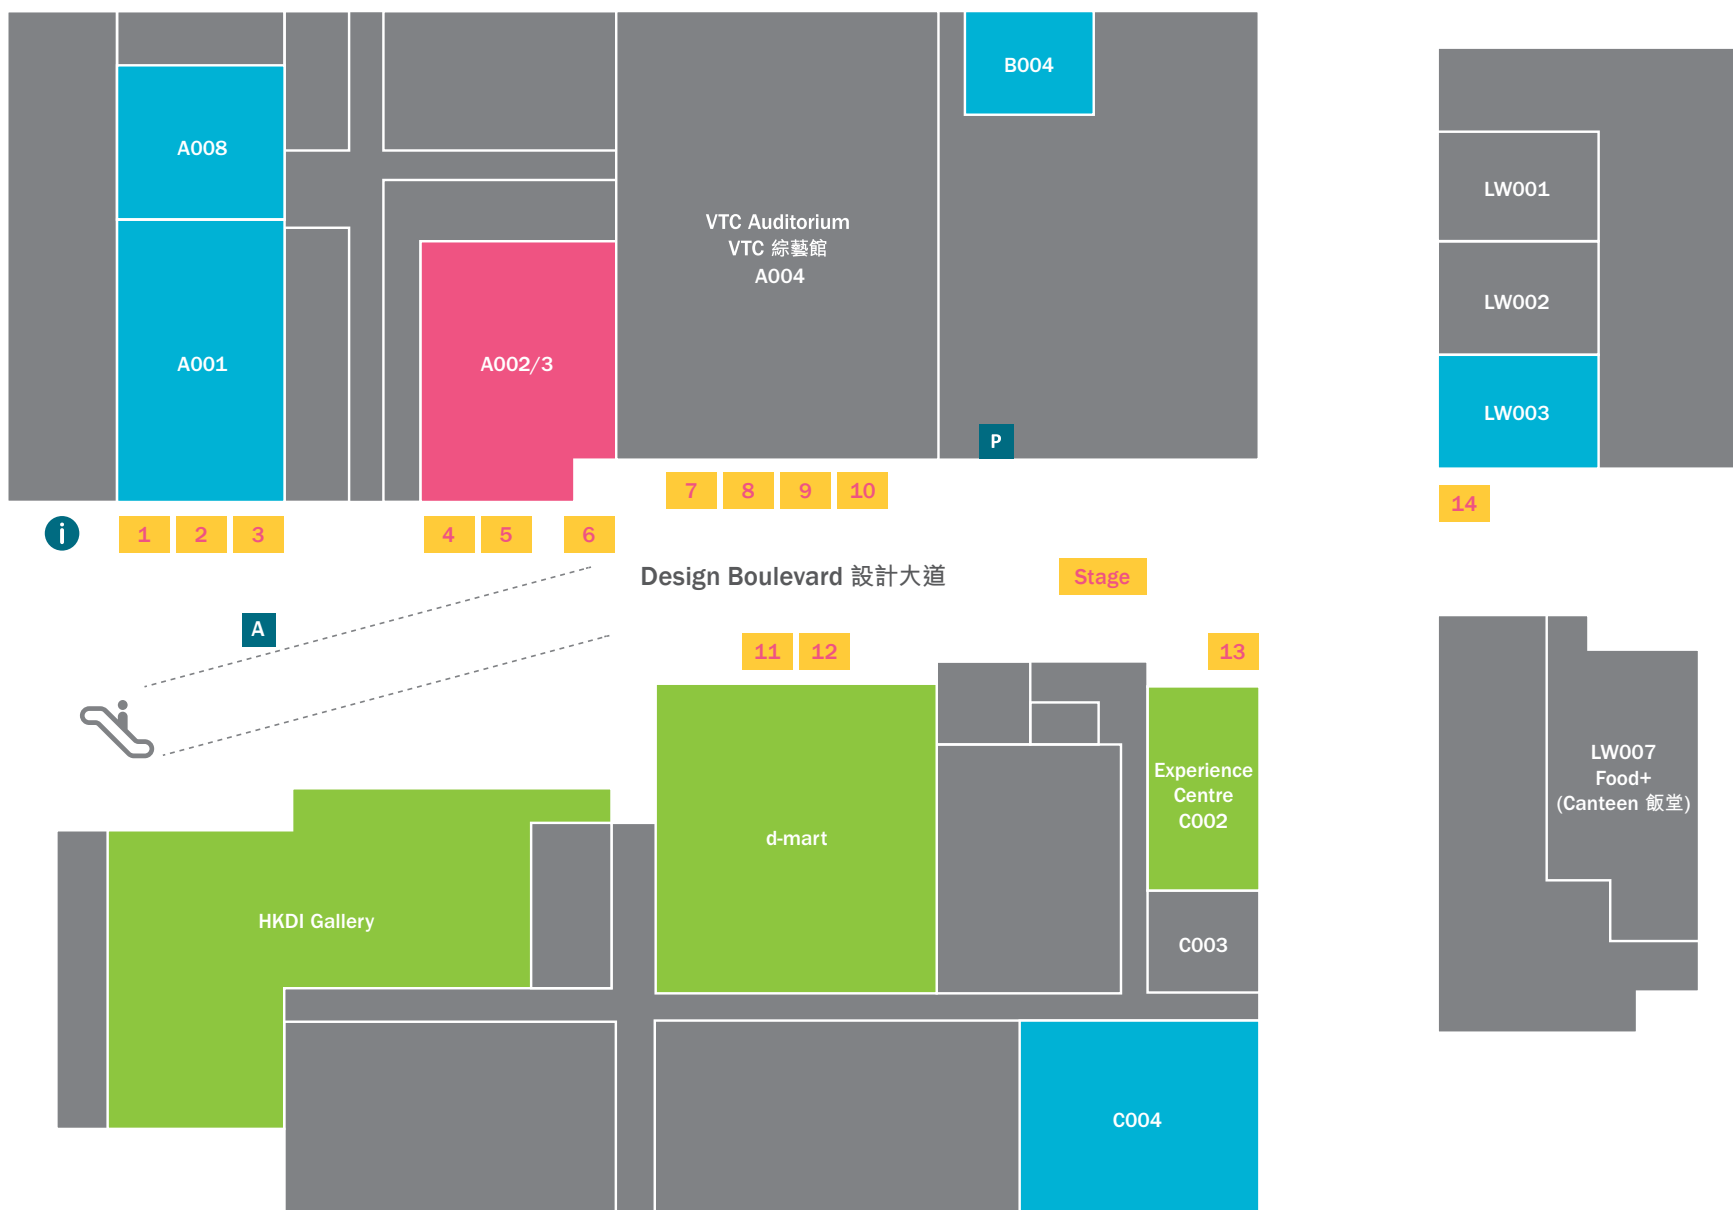 B004
A008
LW001
VTC Auditorium
VTC 綜藝館
A004
LW002
A001
A002/3
LW003
P
7 8 9 10
14
i
1 2 3 4 5 6
Design Boulevard 設計大道
Stage
A
11 12 13
LW007
Food+
(Canteen 飯堂)
Experience
Centre
C002
d-mart
HKDI Gallery
C003
C004